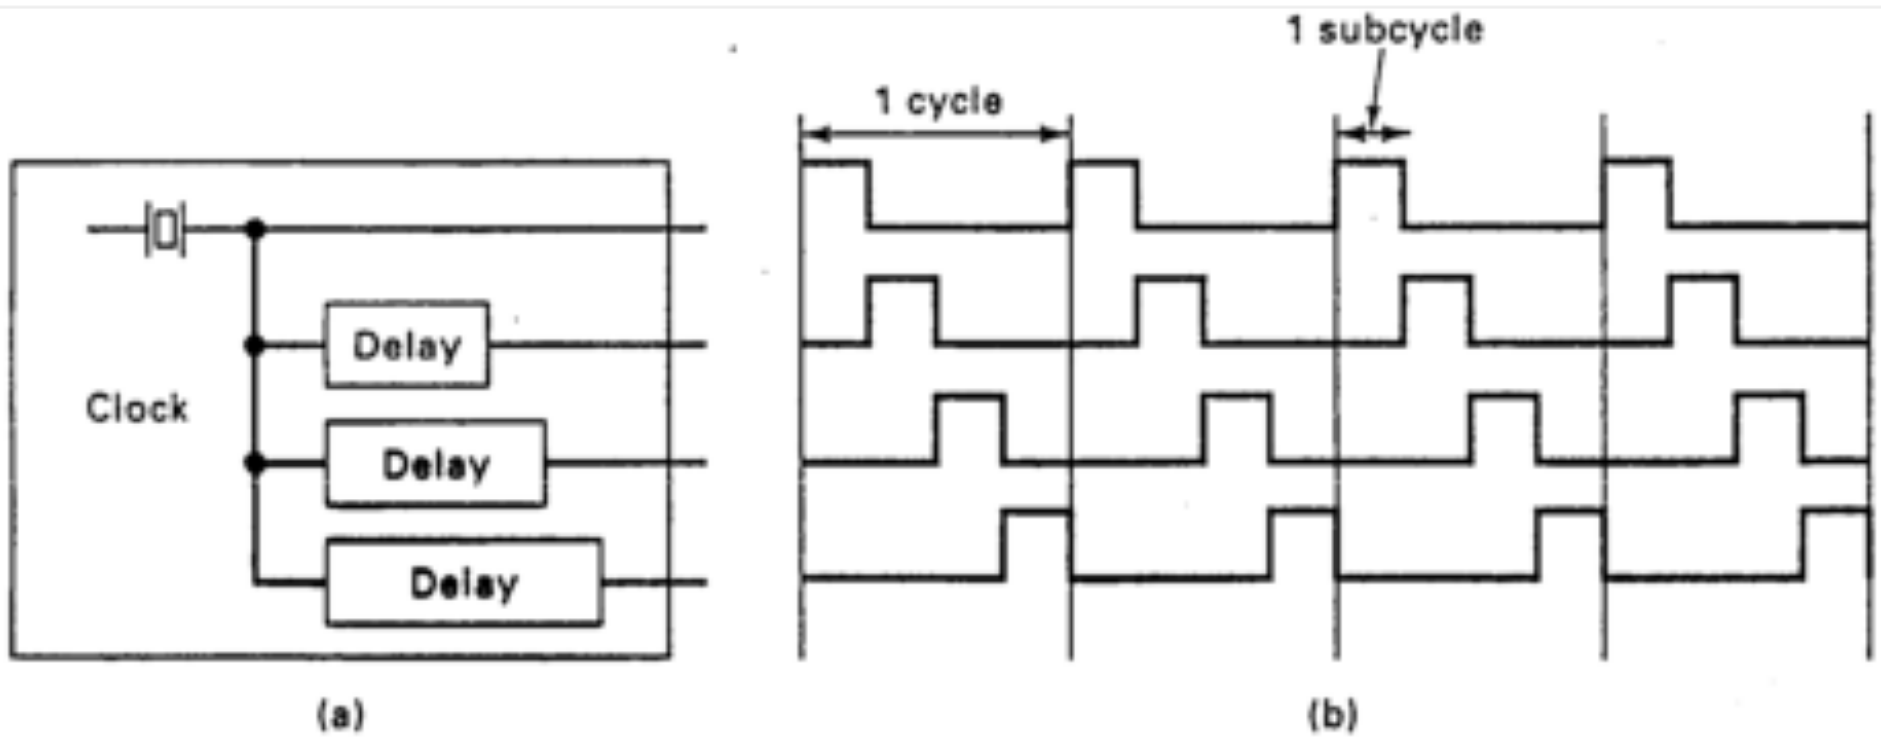 1 subcycle
1 cycle
Delay
Clock
Delay
Delay
(a)
(b)